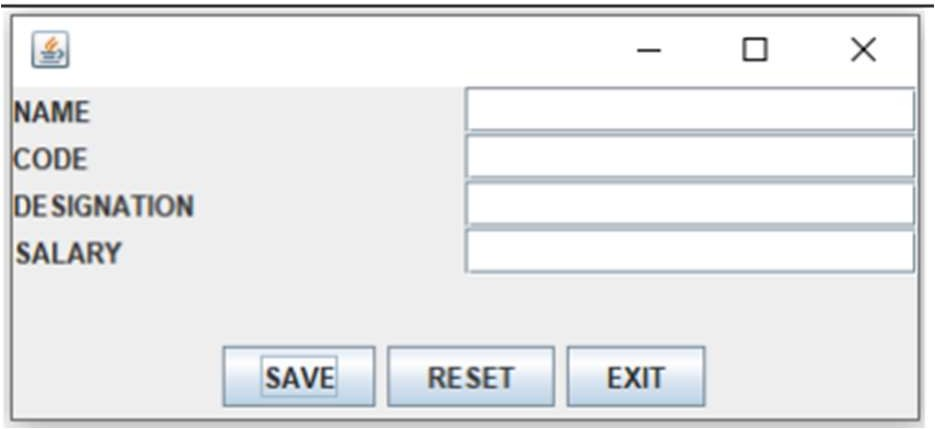 NAME
CODE
DESIGNATION
SALARY
SAVE RESET EXIT